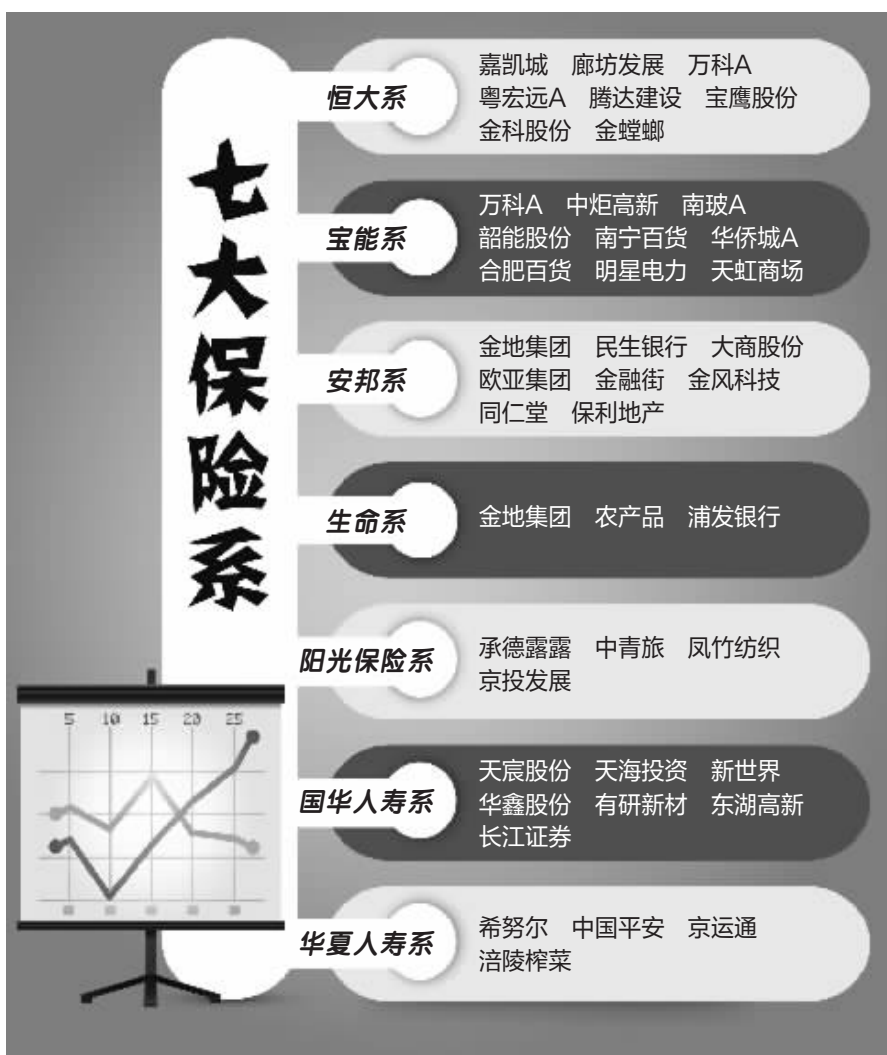 七大保险系
恒大系
嘉凯城 廊坊发展 万科A
粤宏远A 腾达建设 宝鹰股份
金科股份 金螳螂
宝能系
万科A 中炬高新 南玻A
韶能股份 南宁百货 华侨城A
合肥百货 明星电力 天虹商场
安邦系
金地集团 民生银行 大商股份
欧亚集团 金融街 金风科技
同仁堂 保利地产
生命系
金地集团 农产品 浦发银行
阳光保险系
承德露露 中青旅 凤竹纺织
京投发展
国华人寿系
天宸股份 天海投资 新世界
华鑫股份 有研新材 东湖高新
长江证券
华夏人寿系
希努尔 中国平安 京运通
涪陵榨菜
5 10 15 20 25